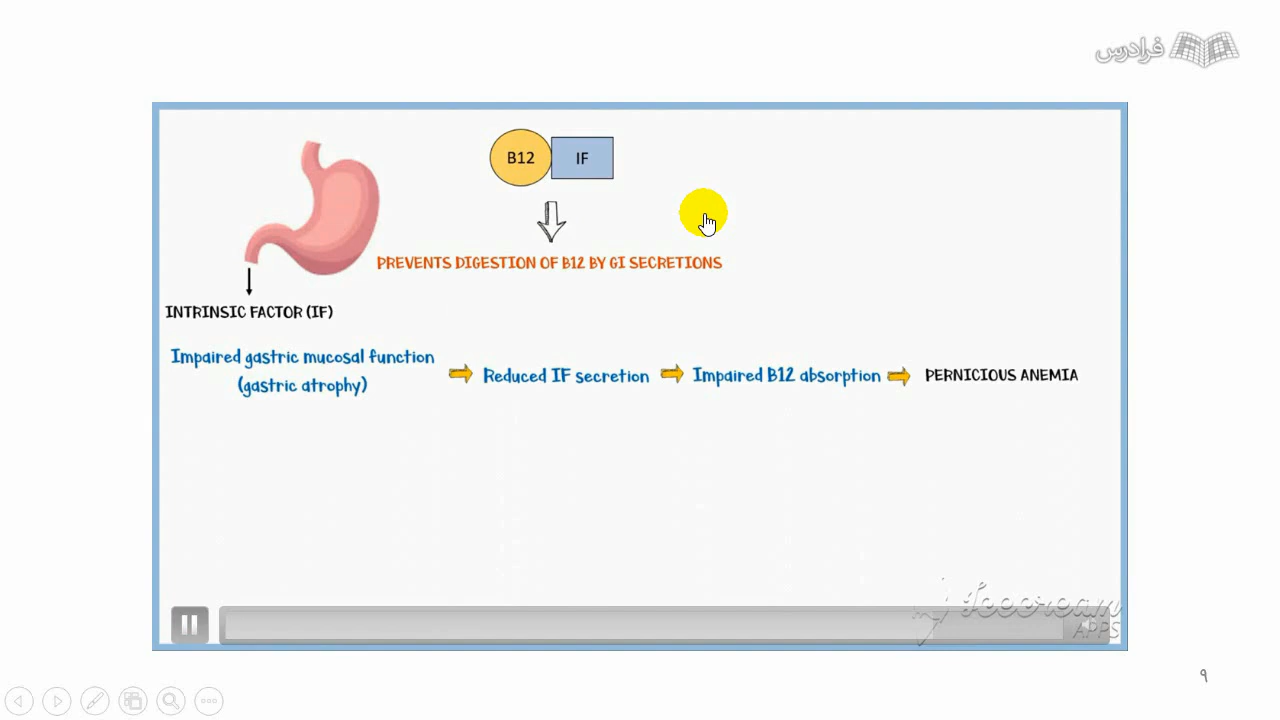 فرادرس
B12 IF
PREVENTS DIGESTION OF B12 BY GI SECRETIONS
INTRINSIC FACTOR (IF)
Impaired gastric mucosal function
(gastric atrophy)
Reduced IF secretion
Impaired B12 absorption
PERNICIOUS ANEMIA
APPS
۹